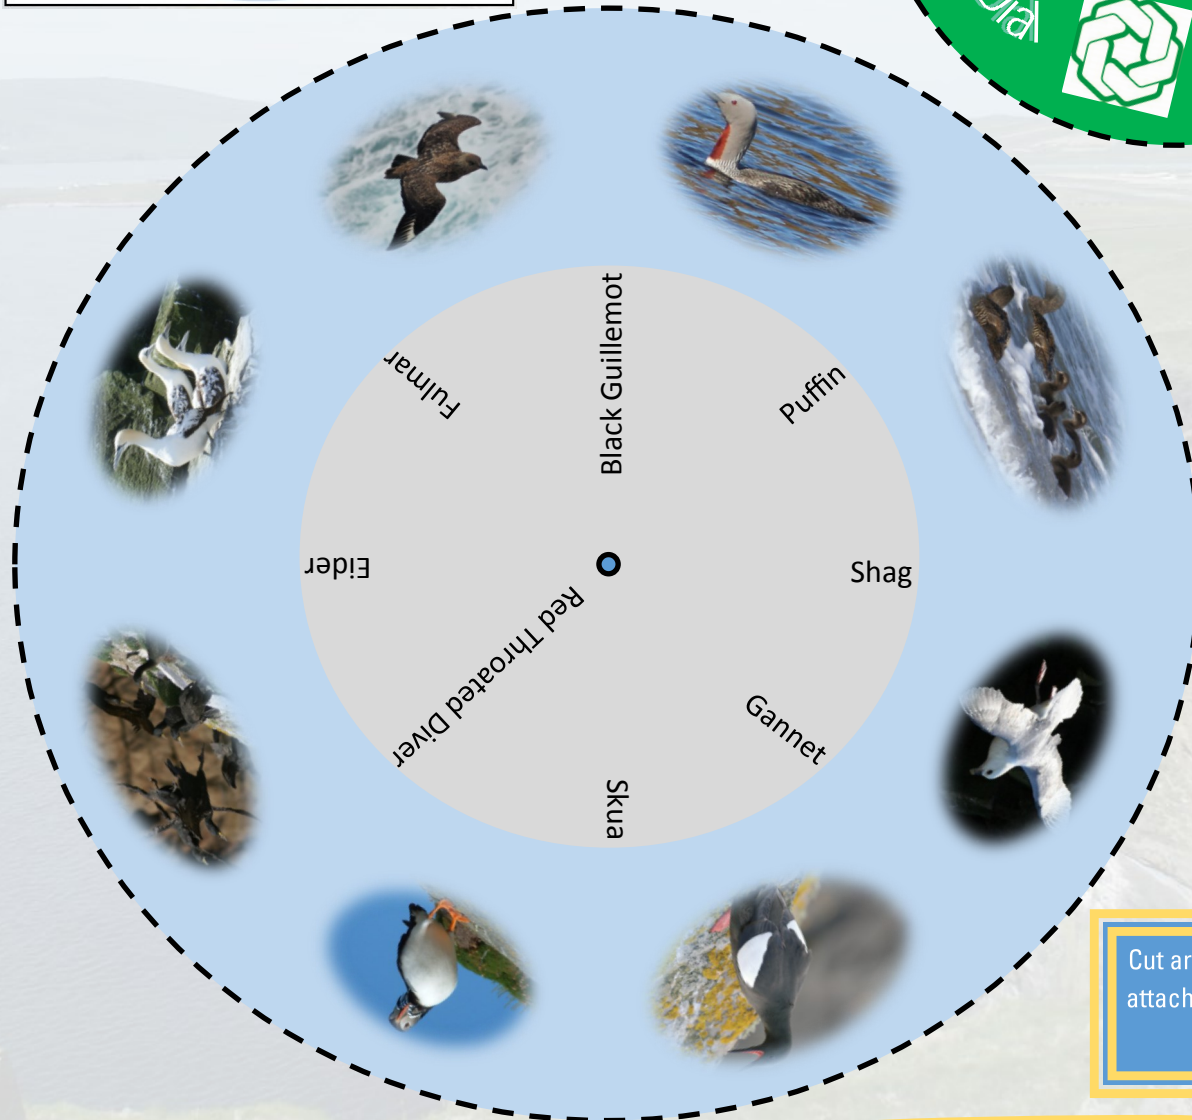 Black Guillemot
Puffin
Shag
Gannet
Skua
Red Throated Diver
Eider
Fulmar
Cut ar
attach